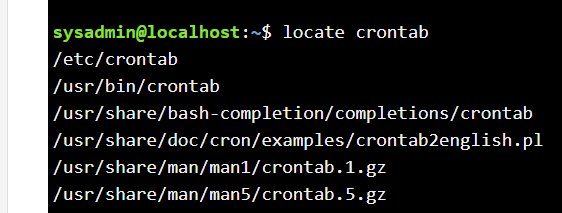 sysadmin@localhost:~$ locate crontab
/etc/crontab
/usr/bin/crontab
/usr/share/bash-completion/completions/crontab
/usr/share/doc/cron/examples/crontab2english.pl
/usr/share/man/man1/crontab.1.gz
/usr/share/man/man5/crontab.5.gz